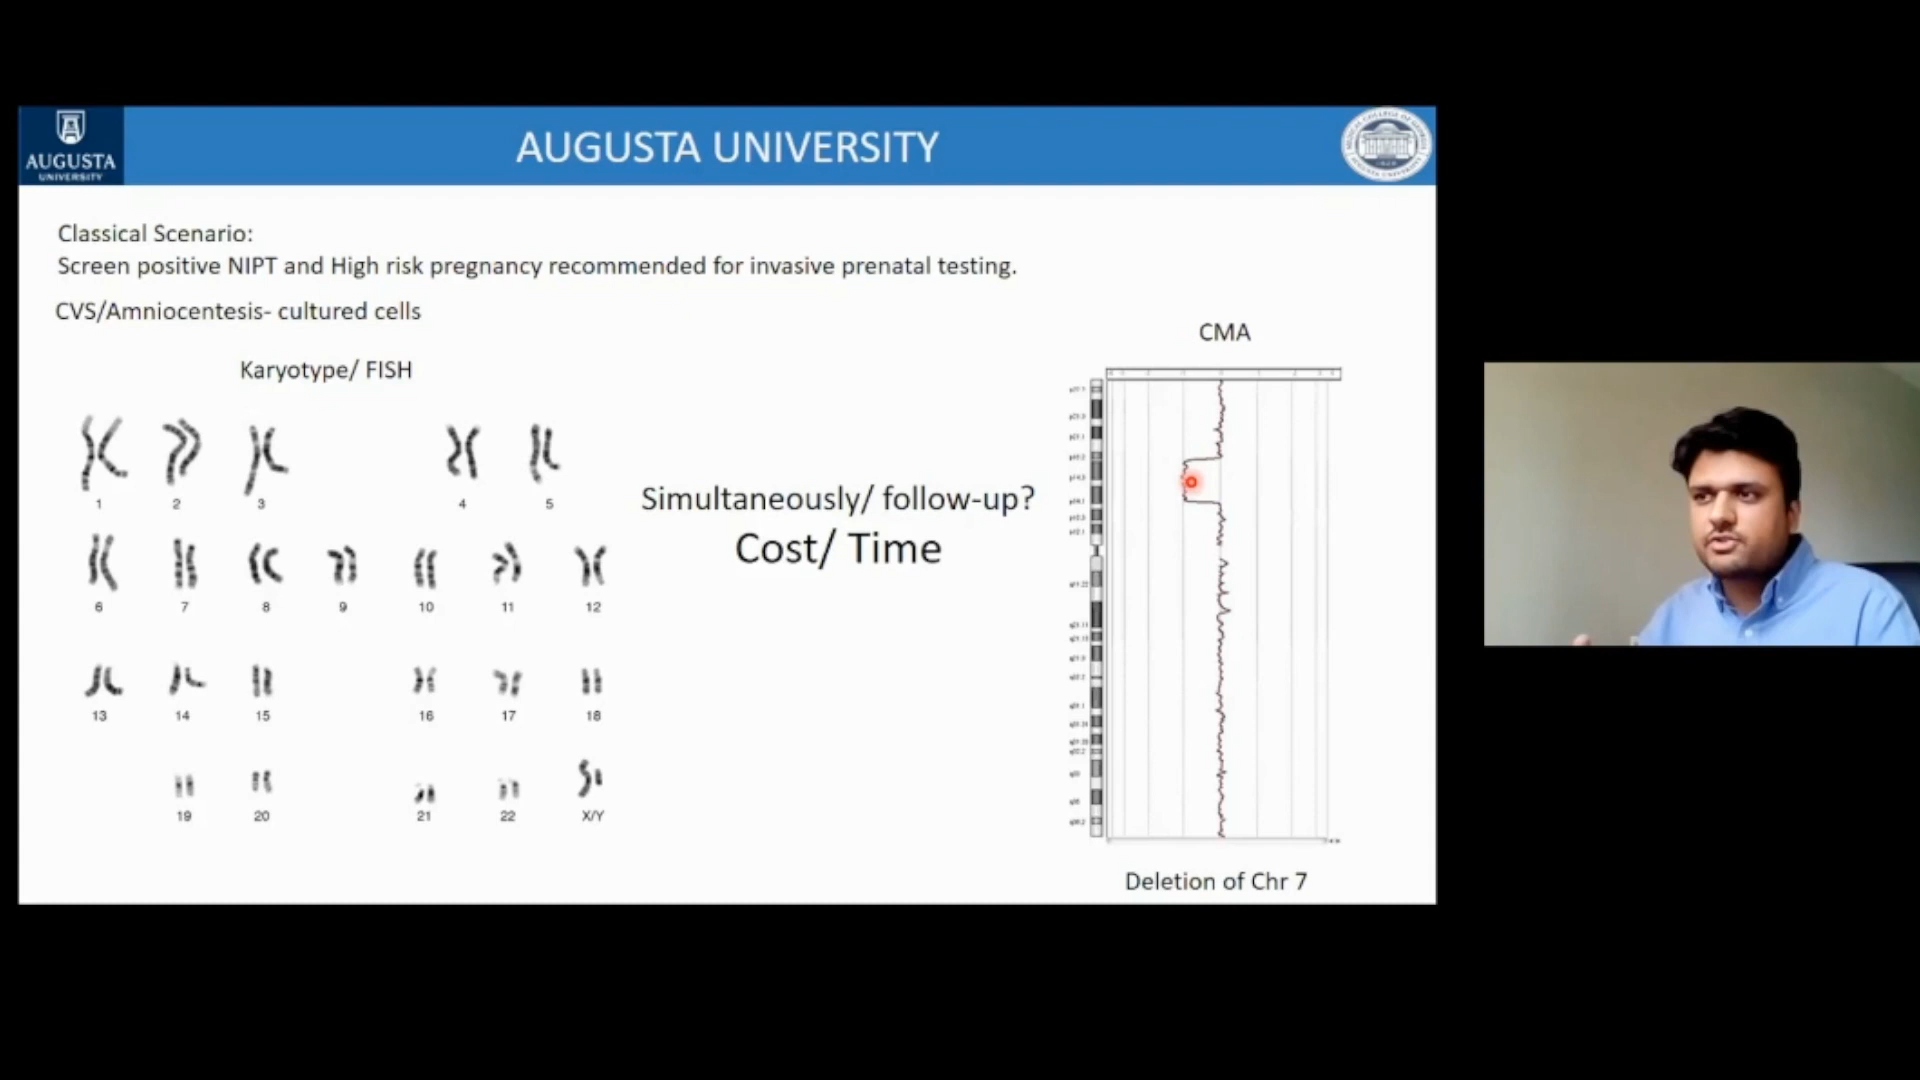 AUGUSTA
UNIVERSITY
AUGUSTA UNIVERSITY
Classical Scenario:
Screen positive NIPT and High risk pregnancy recommended for invasive prenatal testing.
CVS/Amniocentesis- cultured cells
Karyotype/ FISH
CMA
1 2 3 4 5
6 7 8 9 10 11 12
13 14 15 16 17 18
19 20 21 22 X/Y
Simultaneously/ follow-up?
Cost/ Time
Deletion of Chr 7